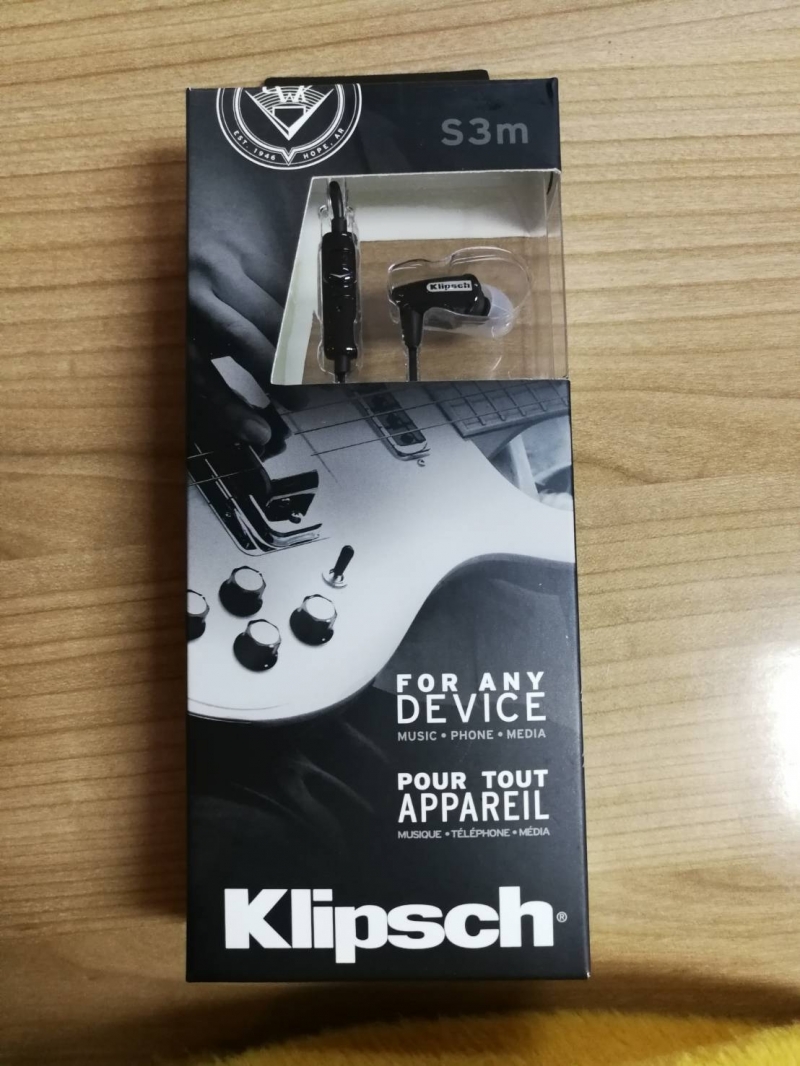 EST. 1946 HOPE, AR
S3m
Klipsch
FOR ANY
DEVICE
MUSIC • PHONE • MEDIA
POUR TOUT
APPAREIL
MUSIQUE • TÉLÉPHONE • MÉDIA
Klipsch®